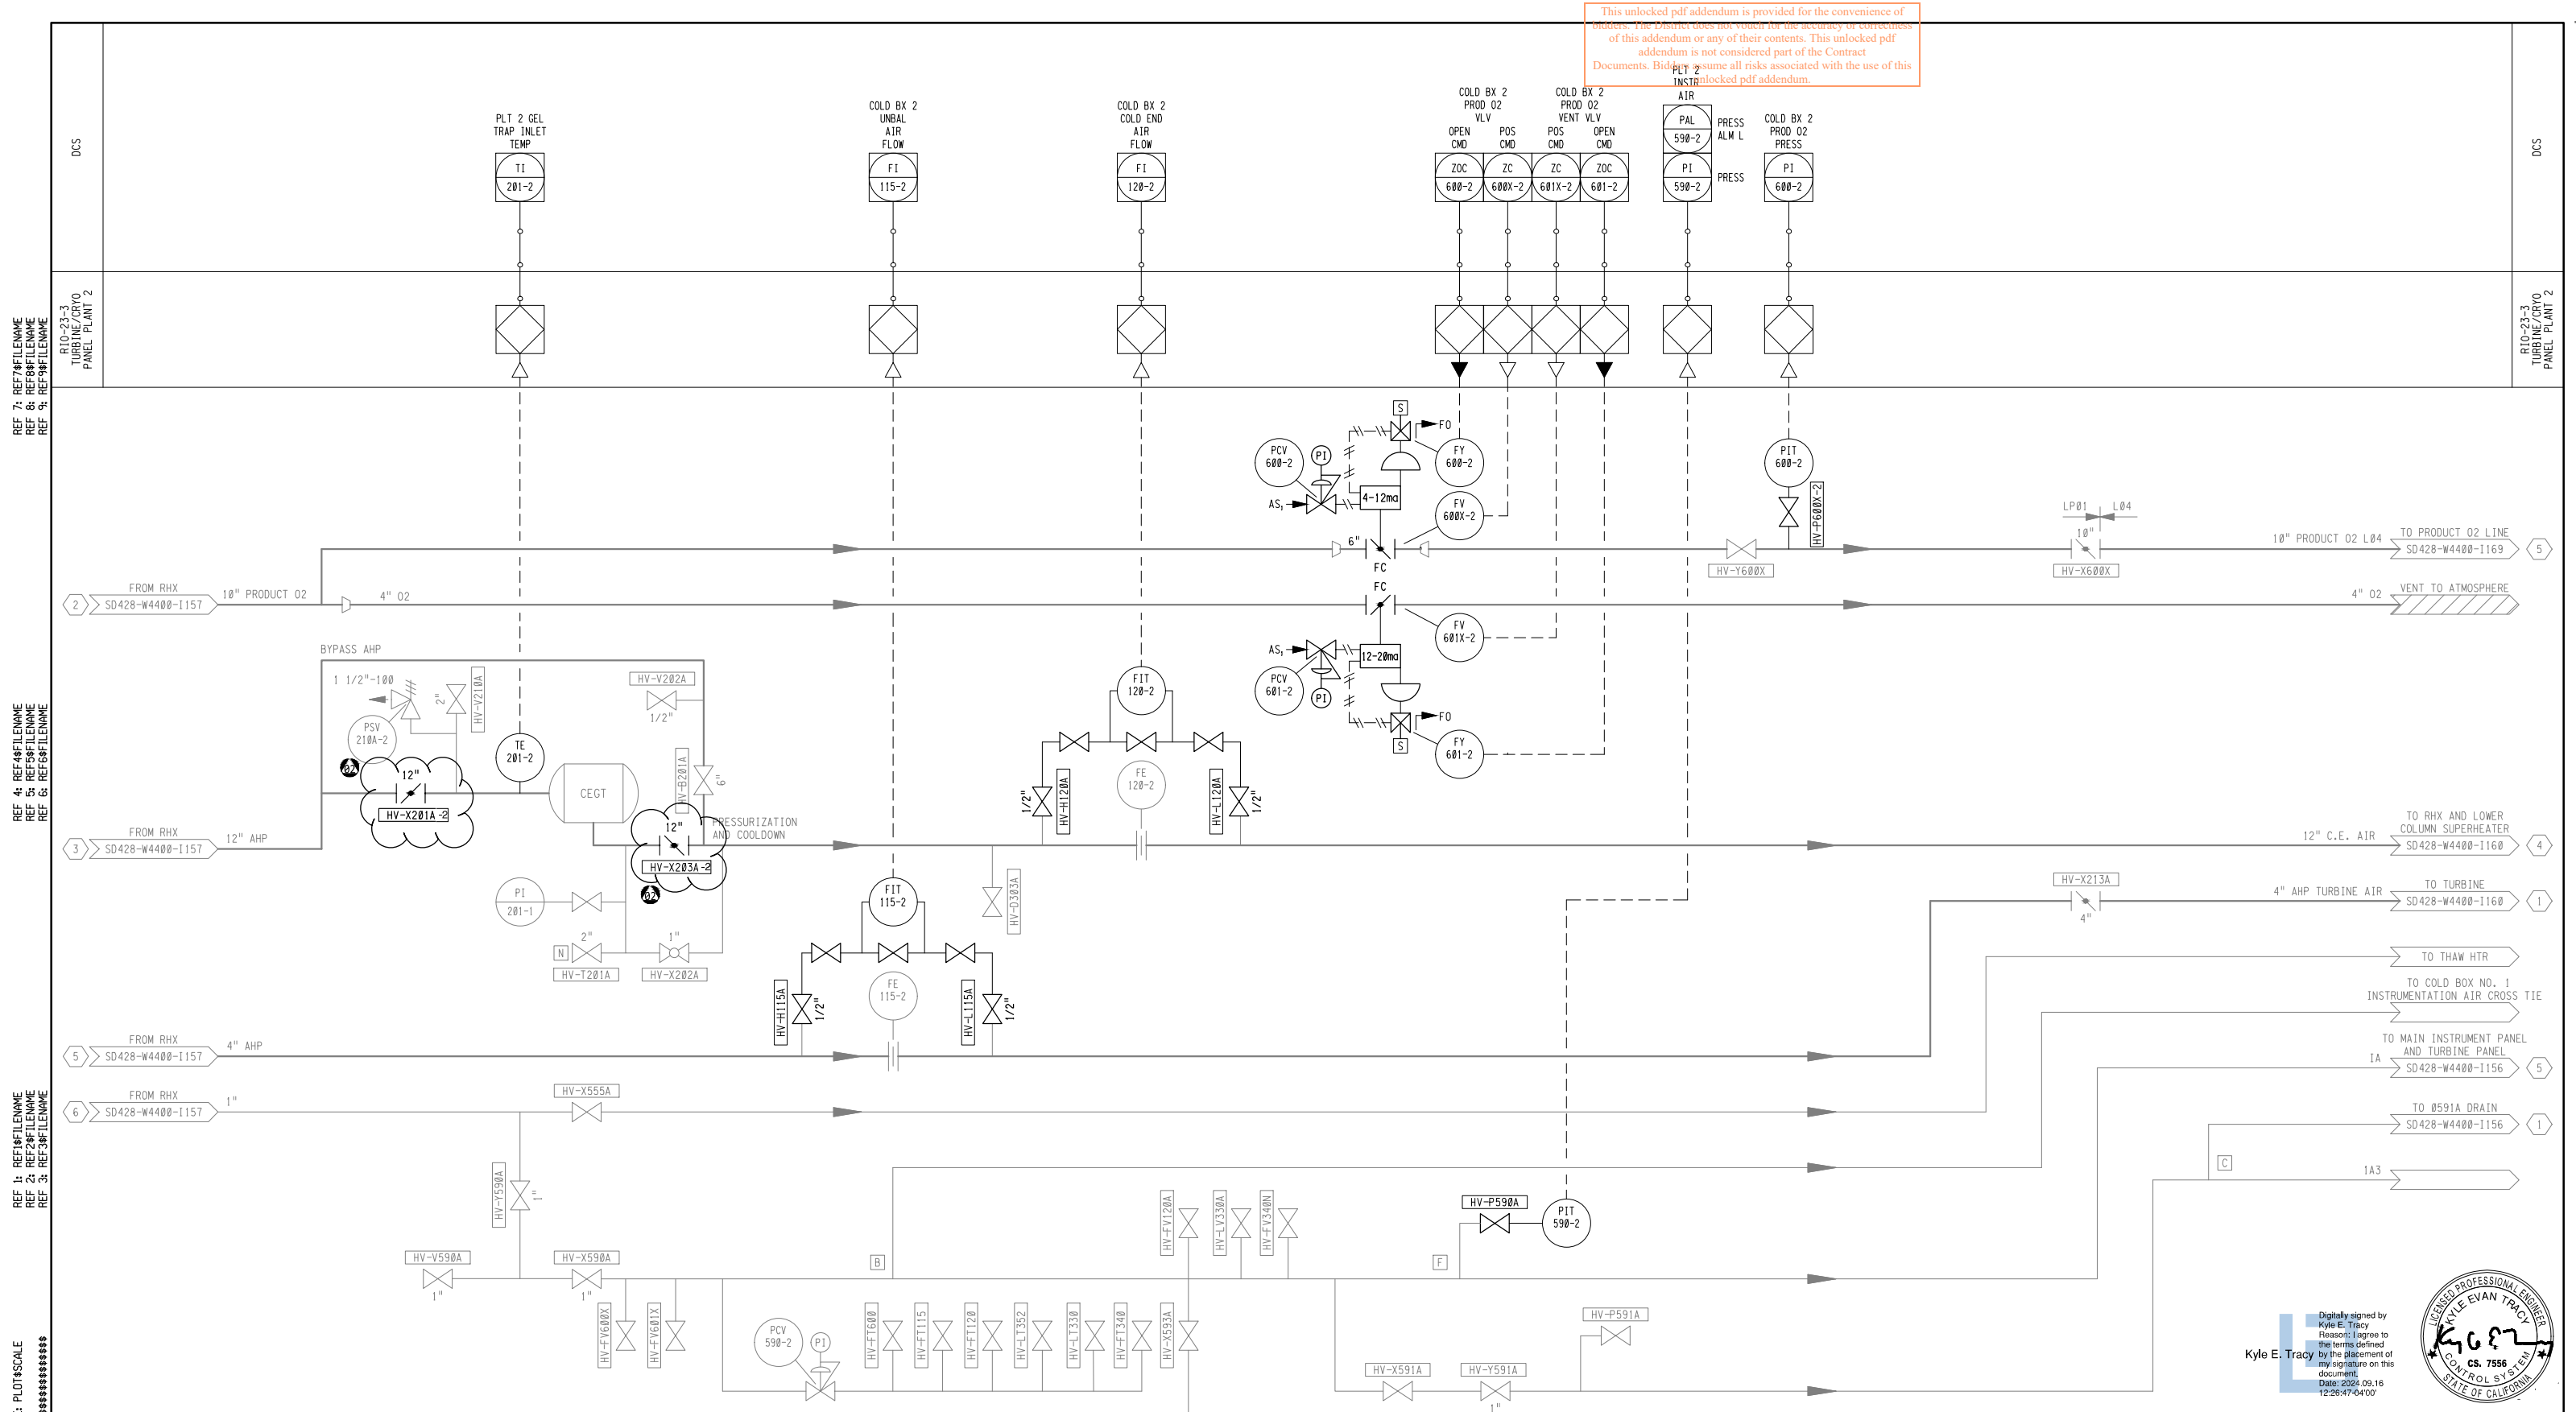 This unlocked pdf addendum is provided for the convenience of
bidders. The District does not vouch for the accuracy or correctness
of this addendum or any of their contents. This unlocked pdf
addendum is not considered part of the Contract
Documents. Bidders assume all risks associated with the use of this
unlocked pdf addendum.
DCS
PLT 2 GEL
TRAP INLET
TEMP
TI
201-2
COLD BX 2
UNBAL
AIR
FLOW
FI
115-2
COLD BX 2
COLD END
AIR
FLOW
FI
120-2
COLD BX 2
PROD O2
VLV
OPEN
CMD
POS
CMD
COLD BX 2
PROD O2
VENT VLV
POS
CMD
OPEN
CMD
ZOC
600-2
ZC
600X-2
ZC
601X-2
ZOC
601-2
PLT 2
INSTR
AIR
PAL
590-2
PRESS
ALM L
PI
590-2
PRESS
COLD BX 2
PROD O2
PRESS
PI
600-2
DCS
RIO-23-3
TURBINE/CRYO
PANEL PLANT 2
RIO-23-3
TURBINE/CRYO
PANEL PLANT 2
REF 7: REF7$FILENAME
REF 8: REF8$FILENAME
REF 9: REF9$FILENAME
REF 4: REF4$FILENAME
REF 5: REF5$FILENAME
REF 6: REF6$FILENAME
REF 1: REF1$FILENAME
REF 2: REF2$FILENAME
REF 3: REF3$FILENAME
: PLOT$SCALE
S
FO
PCV
600-2
PI
FY
600-2
AS,
4-12ma
FV
600X-2
PIT
600-2
HV-P600X-2
6"
FC
HV-Y600X
LP01
L04
10"
HV-X600X
10" PRODUCT O2 L04
TO PRODUCT O2 LINE
SD428-W4400-I169
5
2
FROM RHX
SD428-W4400-I157
10" PRODUCT O2
4" O2
FC
4" O2
VENT TO ATMOSPHERE
FV
601X-2
AS,
12-20ma
PCV
601-2
PI
FO
S
FY
601-2
BYPASS AHP
1 1/2"-100
PSV
210A-2
2"
HV-V210A
TE
201-2
HV-V202A
1/2"
HV-B201A
6"
02
12"
HV-X201A-2
CEGT
12"
HV-X203A-2
02
PRESSURIZATION
AND COOLDOWN
FIT
120-2
FE
120-2
1/2"
HV-H120A
HV-L120A
1/2"
3
FROM RHX
SD428-W4400-I157
12" AHP
12" C.E. AIR
TO RHX AND LOWER
COLUMN SUPERHEATER
SD428-W4400-I160
4
PI
201-1
N
2"
HV-T201A
1"
HV-X202A
FIT
115-2
FE
115-2
HV-H115A
1/2"
HV-L115A
1/2"
HV-D303A
HV-X213A
4"
4" AHP TURBINE AIR
TO TURBINE
SD428-W4400-I160
1
TO THAW HTR
TO COLD BOX NO. 1
INSTRUMENTATION AIR CROSS TIE
5
FROM RHX
SD428-W4400-I157
4" AHP
TO MAIN INSTRUMENT PANEL
AND TURBINE PANEL
IA
SD428-W4400-I156
5
6
FROM RHX
SD428-W4400-I157
1"
HV-X555A
TO 0591A DRAIN
SD428-W4400-I156
1
C
1A3
HV-Y590A
1"
HV-V590A
1"
HV-X590A
1"
HV-FV600X
HV-FV601X
B
HV-FV120A
HV-LV330A
HV-FV340N
F
HV-P590A
PIT
590-2
PCV
590-2
PI
HV-FT600
HV-FT115
HV-FT120
HV-LT352
HV-LT330
HV-FT340
HV-X593A
HV-X591A
HV-Y591A
1"
HV-P591A
Kyle E. Tracy
Digitally signed by
Kyle E. Tracy
Reason: I agree to
the terms defined
by the placement of
my signature on this
document.
Date: 2024.09.16
12:26:47-04'00'
LICENSED PROFESSIONAL ENGINEER
KYLE EVAN TRACY
CS. 7556
CONTROL SYSTEM
STATE OF CALIFORNIA